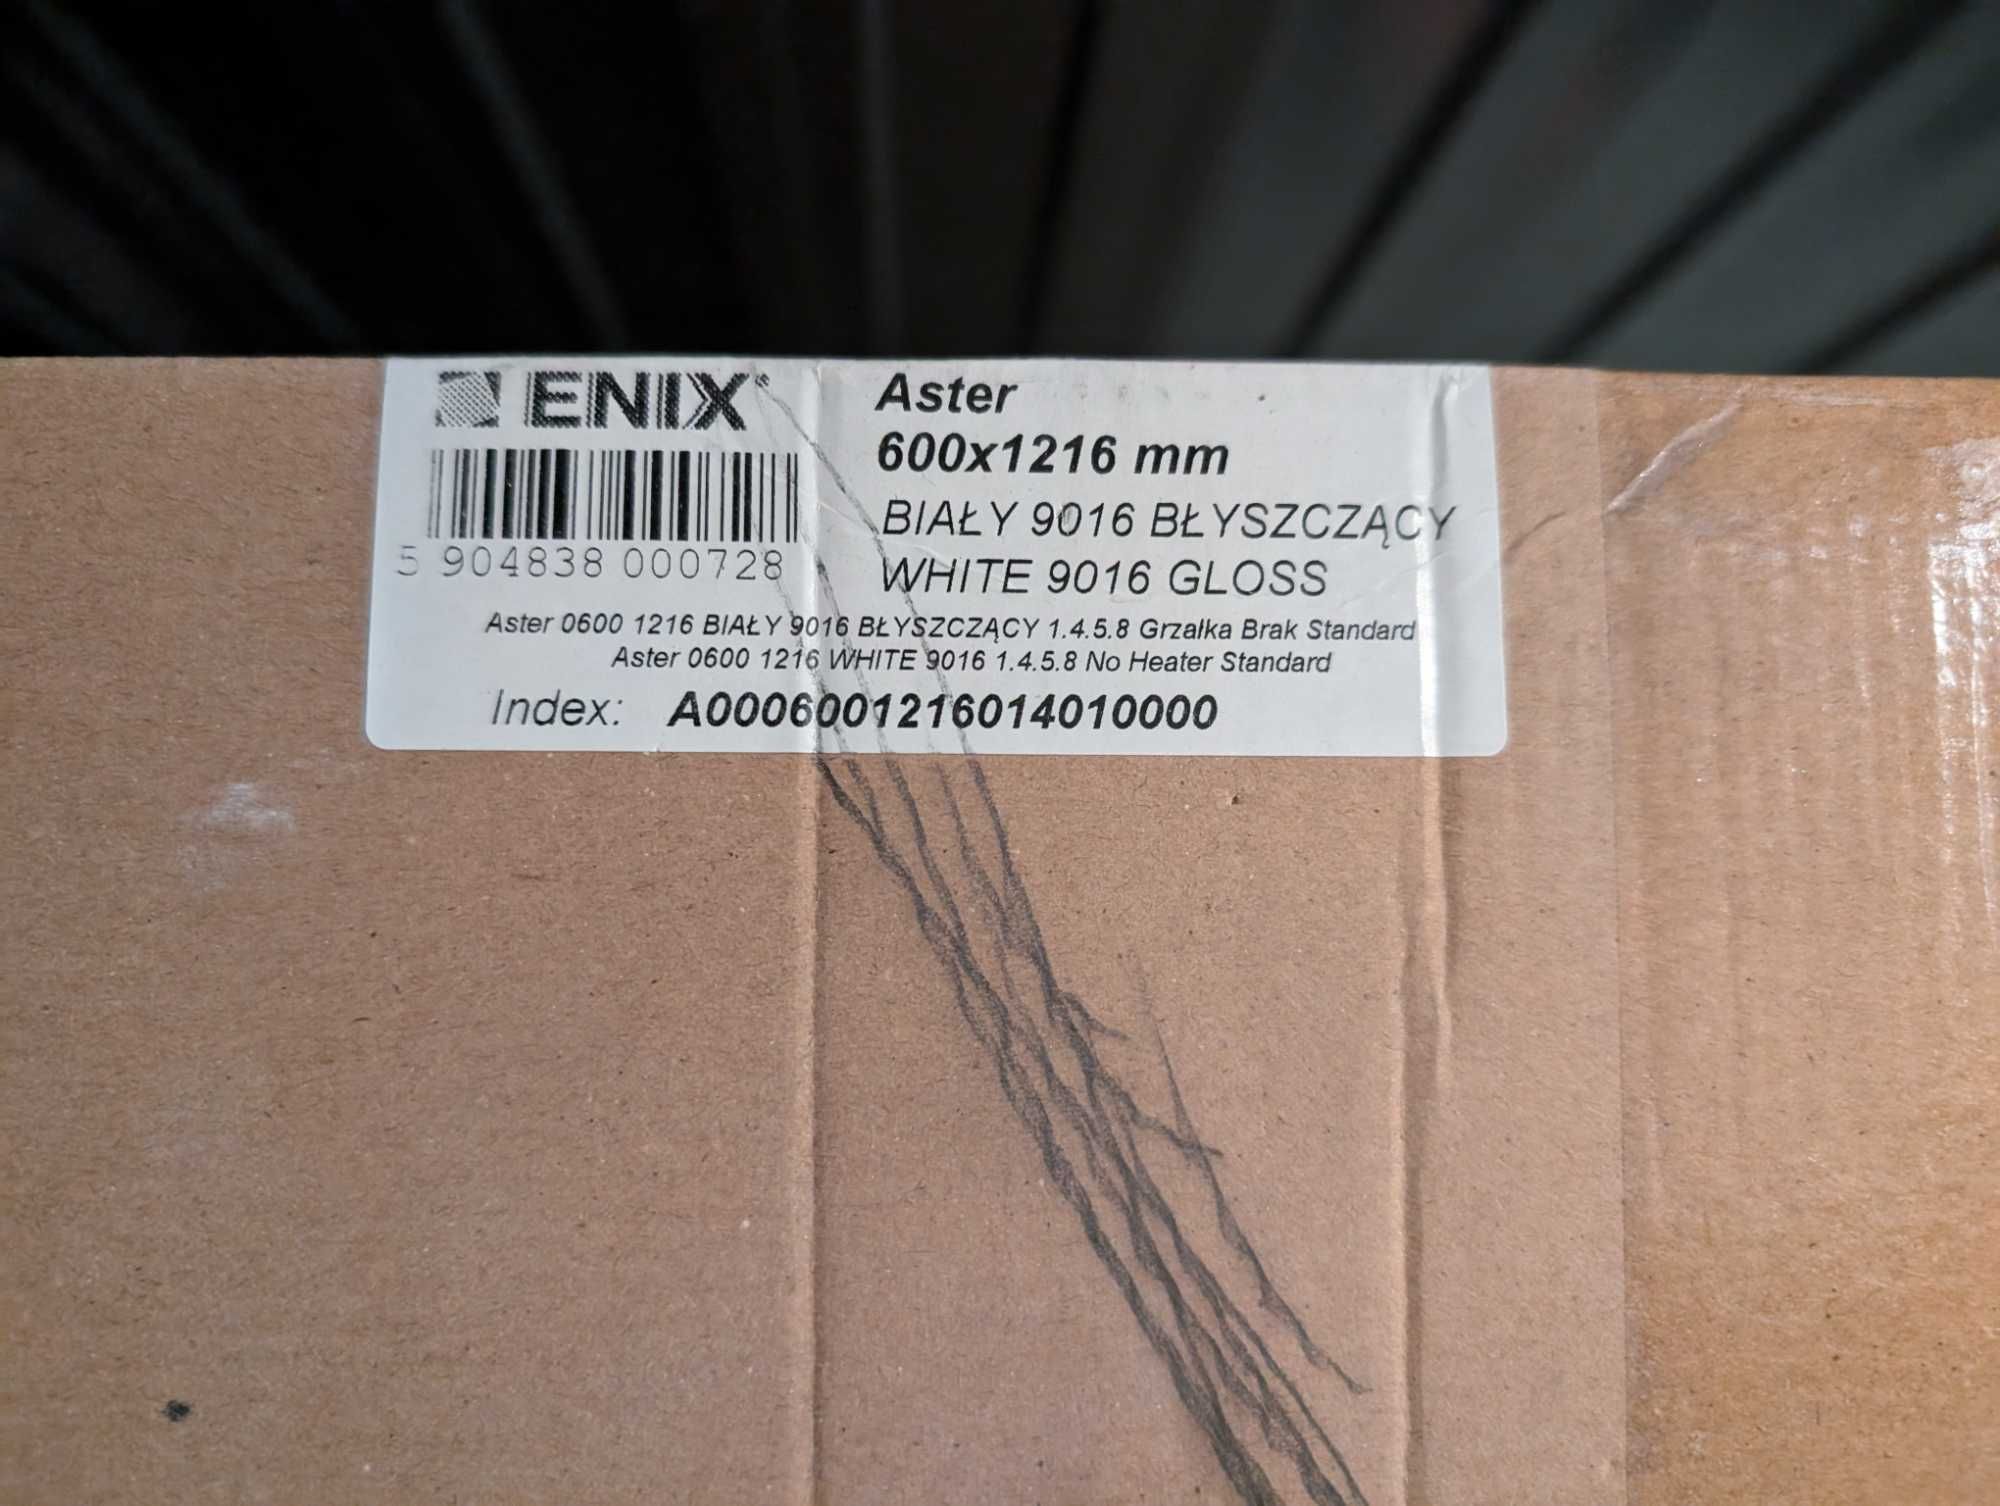 ENIX®
5 904838 000728
Aster
600x1216 mm
BIAŁY 9016 BŁYSZCZĄCY
WHITE 9016 GLOSS
Aster 0600 1216 BIAŁY 9016 BŁYSZCZĄCY 1.4.5.8 Grzałka Brak Standard
Aster 0600 1216 WHITE 9016 1.4.5.8 No Heater Standard
Index: A0006001216014010000